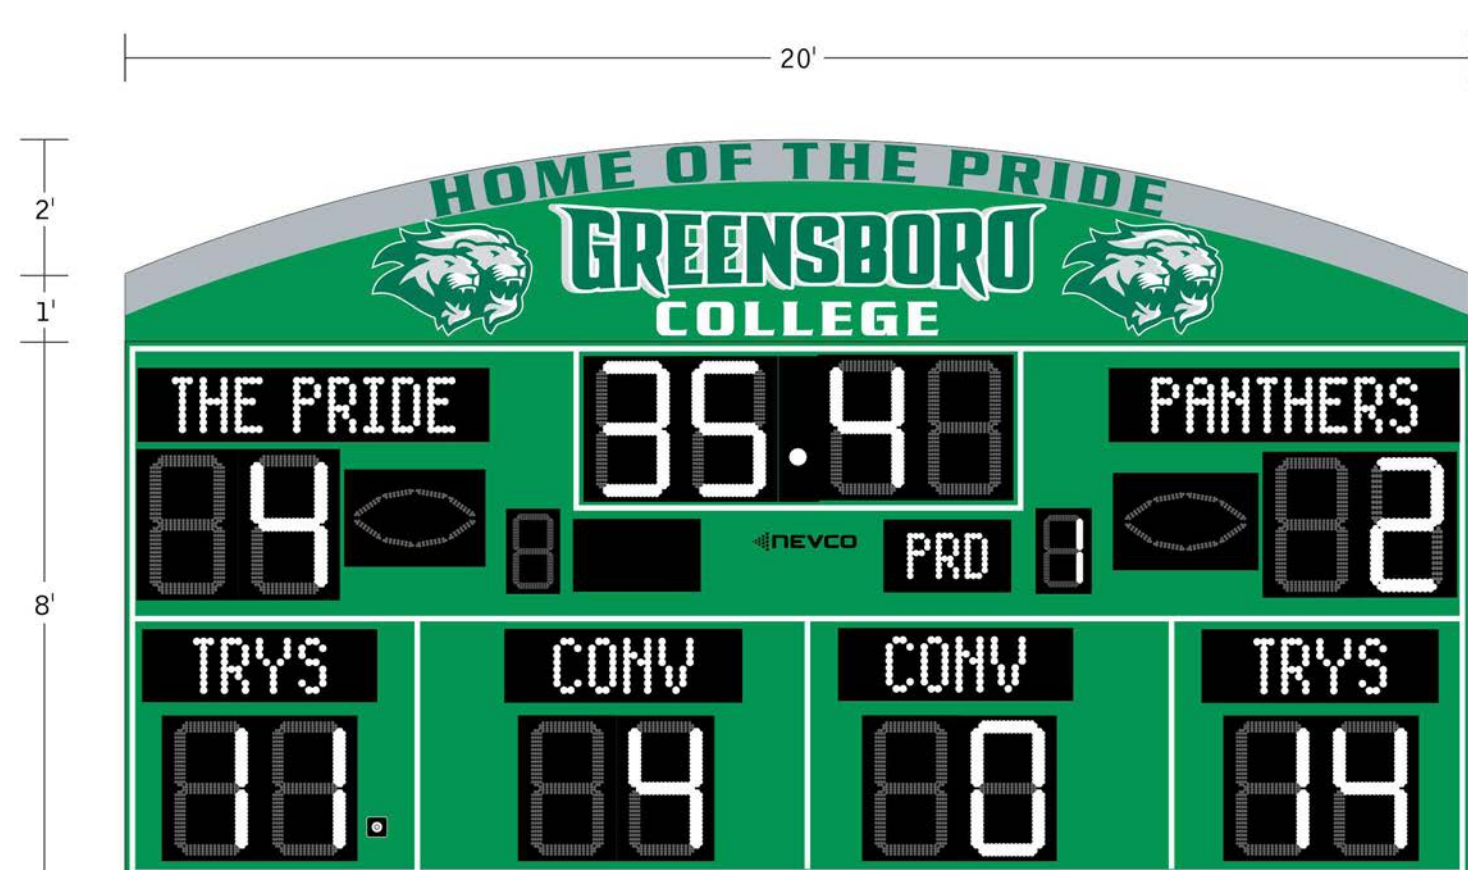 20'
2'
1'
8'
HOME OF THE PRIDE
GREENSBORO
COLLEGE
THE PRIDE
35.4
PANTHERS
4
NEVCO
PRD 1
2
TRYS
CONV
CONV
TRYS
11
4
0
14